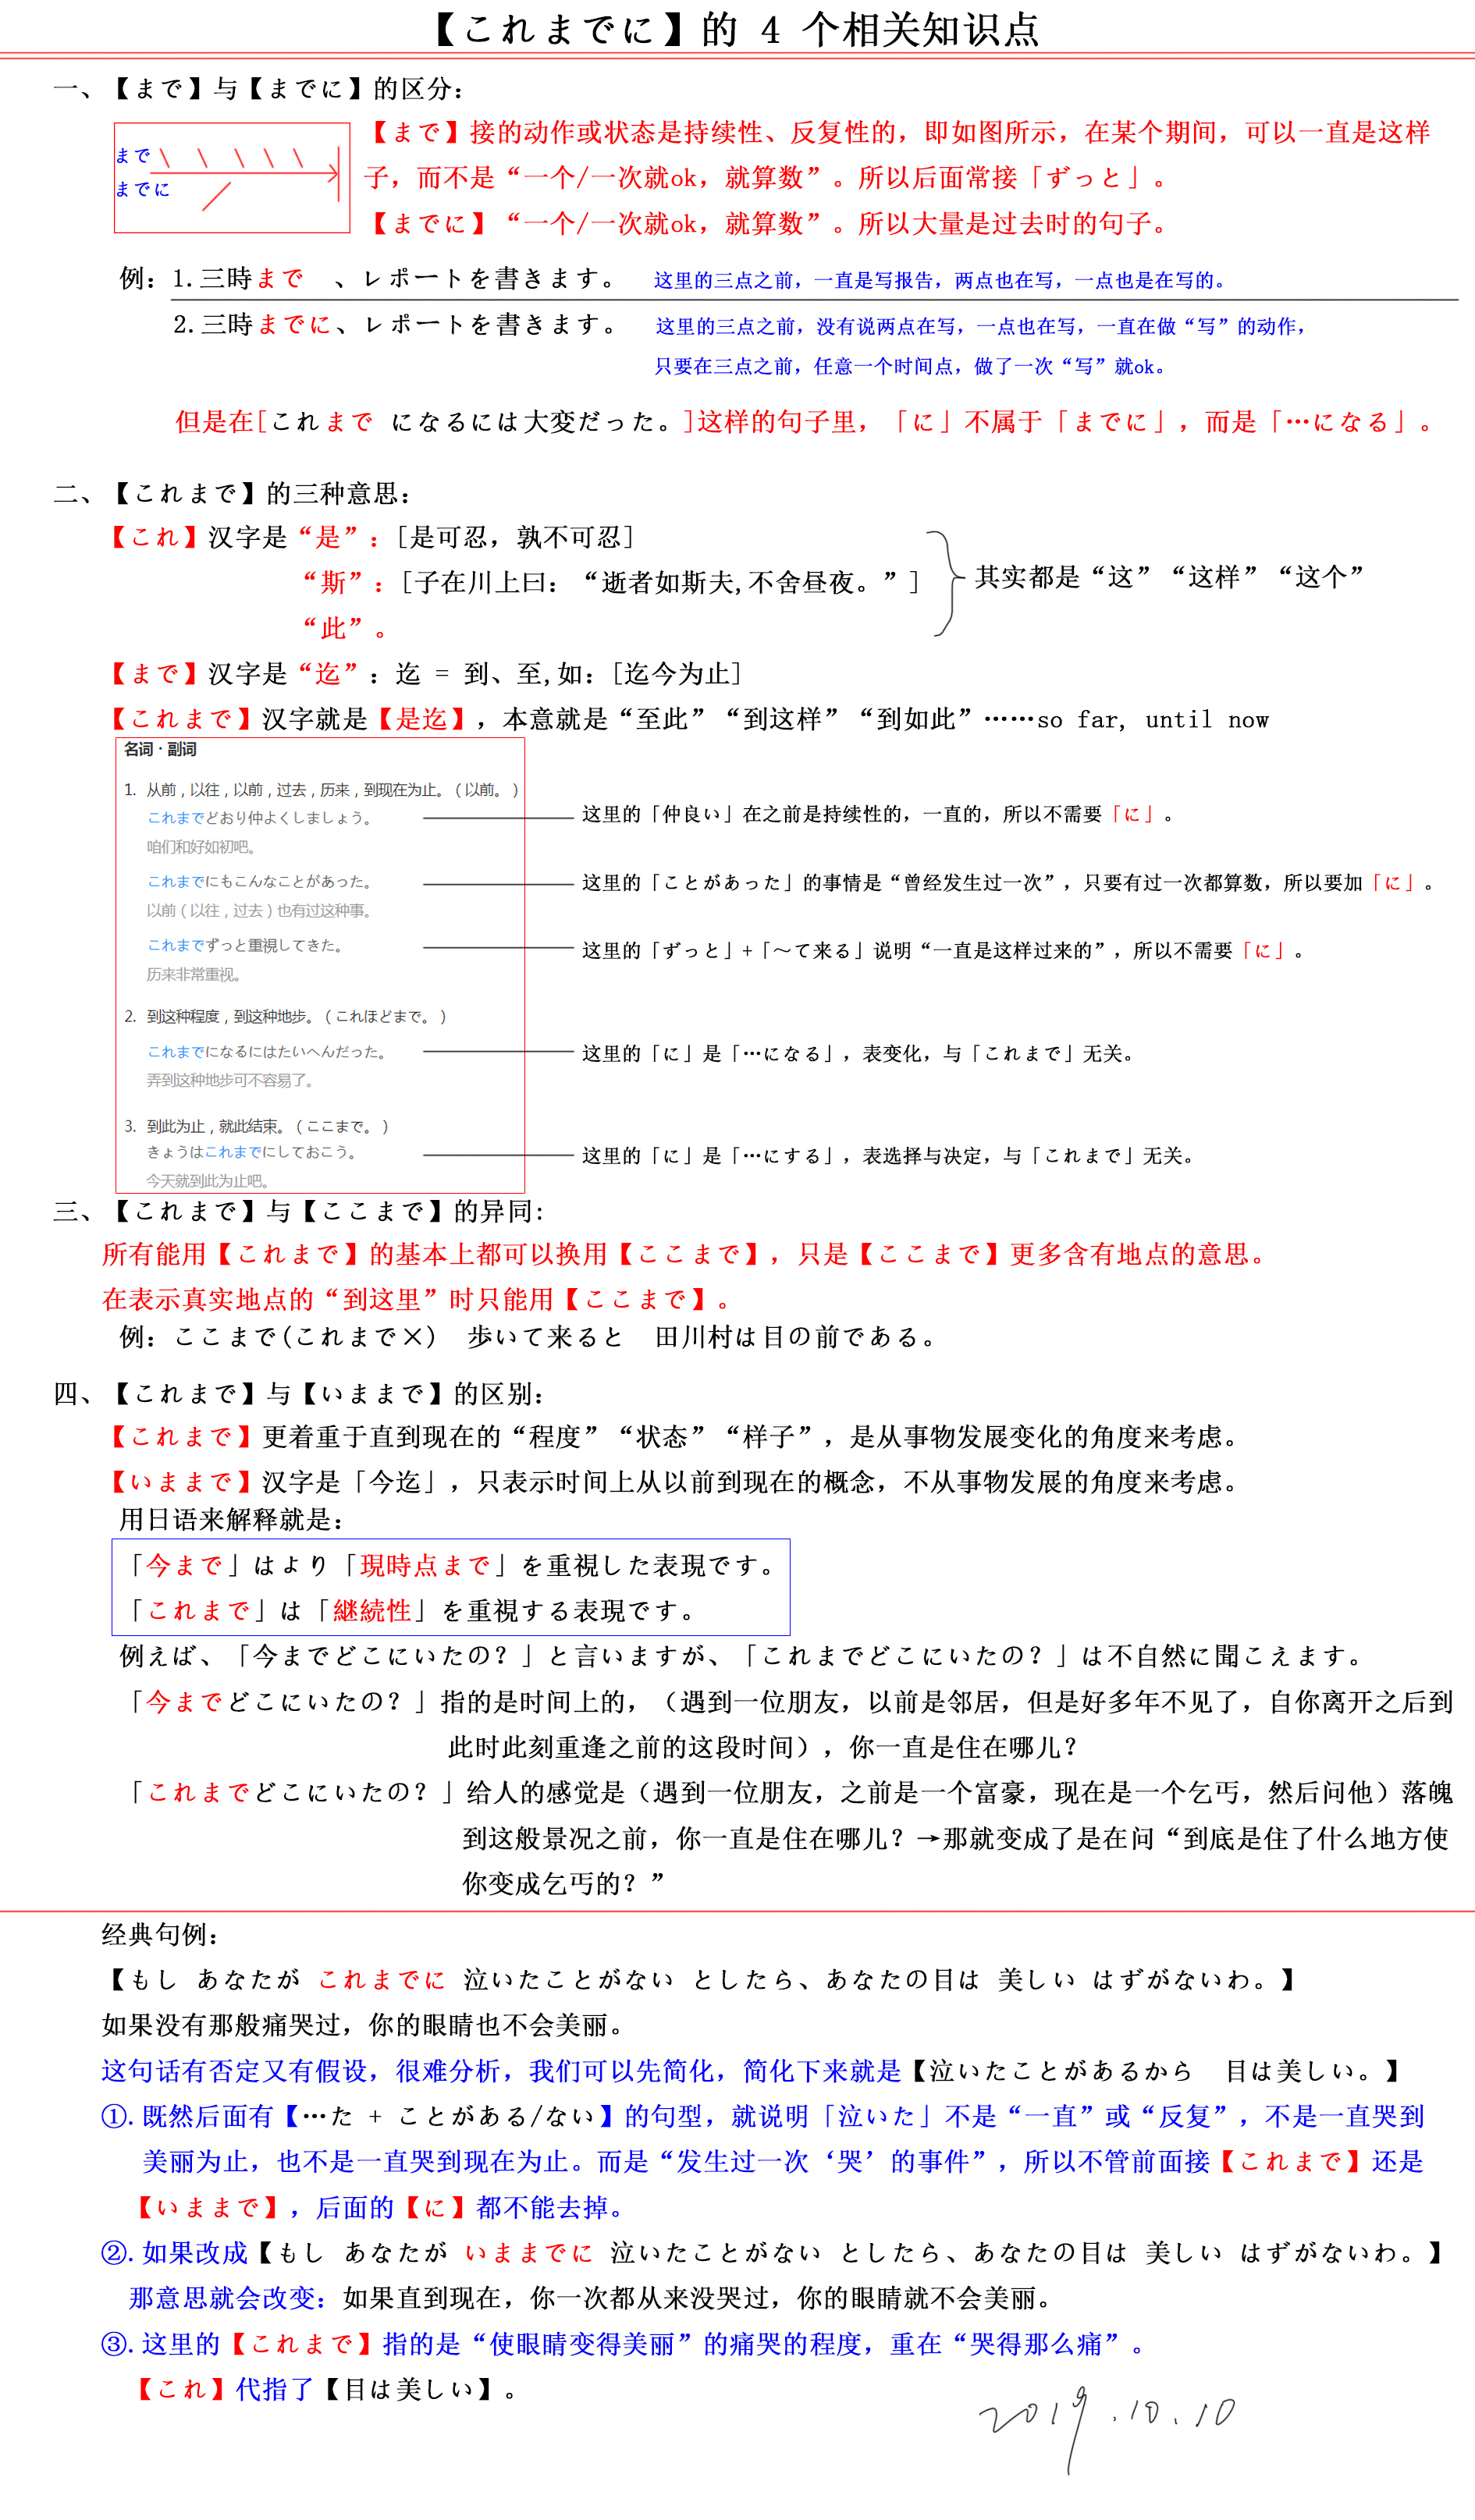 【これまでに】的 4 个相关知识点
一、【まで】与【までに】的区分：
まで
までに
【まで】接的动作或状态是持续性、反复性的，即如图所示，在某个期间，可以一直是这样
子，而不是“一个/一次就ok，就算数”。所以后面常接「ずっと」。
【までに】“一个/一次就ok，就算数”。所以大量是过去时的句子。
例：1.三時まで　、レポートを書きます。 这里的三点之前，一直是写报告，两点也在写，一点也是在写的。
2.三時までに、レポートを書きます。 这里的三点之前，没有说两点在写，一点也在写，一直在做“写”的动作，
只要在三点之前，任意一个时间点，做了一次“写”就ok。
但是在[これまで になるには大变だった。]这样的句子里，「に」不属于「までに」，而是「…になる」。
二、【これまで】的三种意思：
【これ】汉字是“是”：[是可忍，孰不可忍]
“斯”：[子在川上曰：“逝者如斯夫,不舍昼夜。”]
“此”。
其实都是“这”“这样”“这个”
【まで】汉字是“迄”：迄 = 到、至,如：[迄今为止]
【これまで】汉字就是【是迄】，本意就是“至此”“到这样”“到如此”……so far, until now
名词·副词
1. 从前，以往，以前，过去，历来，到现在为止。（以前。）
これまでどおり仲よくしましょう。 这里的「仲良い」在之前是持续性的，一直的，所以不需要「に」。
咱们和好如初吧。
これまでにもこんなことがあった。 这里的「ことがあった」的事情是“曾经发生过一次”，只要有过一次都算数，所以要加「に」。
以前（以往，过去）也有过这种事。
これまでずっと重視してきた。 这里的「ずっと」+「～て来る」说明“一直是这样过来的”，所以不需要「に」。
历来非常重视。
2. 到这种程度，到这种地步。（これほどまで。）
これまでになるにはたいへんだった。 这里的「に」是「…になる」，表变化，与「これまで」无关。
弄到这种地步可不容易了。
3. 到此为止，就此结束。（ここまで。）
きょうはこれまでにしておこう。 这里的「に」是「…にする」，表选择与决定，与「これまで」无关。
今天就到此为止吧。
三、【これまで】与【ここまで】的异同：
所有能用【これまで】的基本上都可以换用【ここまで】，只是【ここまで】更多含有地点的意思。
在表示真实地点的“到这里”时只能用【ここまで】。
例：ここまで(これまで×)　歩いて来ると　田川村は目の前である。
四、【これまで】与【いままで】的区别：
【これまで】更着重于直到现在的“程度”“状态”“样子”，是从事物发展变化的角度来考虑。
【いままで】汉字是「今迄」，只表示时间上从以前到现在的概念，不从事物发展的角度来考虑。
用日语来解释就是：
「今まで」はより「現時点まで」を重視した表現です。
「これまで」は「継続性」を重視する表現です。
例えば、「今までどこにいたの？」と言いますが、「これまでどこにいたの？」は不自然に聞こえます。
「今までどこにいたの？」指的是时间上的，（遇到一位朋友，以前是邻居，但是好多年不见了，自你离开之后到
此时此刻重逢之前的这段时间），你一直是住在哪儿？
「これまでどこにいたの？」给人的感觉是（遇到一位朋友，之前是一个富豪，现在是一个乞丐，然后问他）落魄
到这般景况之前，你一直是住在哪儿？→那就变成了是在问“到底是住了什么地方使
你变成乞丐的？”
经典句例：
【もし あなたが これまでに 泣いたことがない としたら、あなたの目は 美しい はずがないわ。】
如果没有那般痛哭过，你的眼睛也不会美丽。
这句话有否定又有假设，很难分析，我们可以先简化，简化下来就是【泣いたことがあるから　目は美しい。】
①.既然后面有【…た + ことがある/ない】的句型，就说明「泣いた」不是“一直”或“反复”，不是一直哭到
美丽为止，也不是一直哭到现在为止。而是“发生过一次‘哭’的事件”，所以不管前面接【これまで】还是
【いままで】，后面的【に】都不能去掉。
②.如果改成【もし あなたが いままでに 泣いたことがない としたら、あなたの目は 美しい はずがないわ。】
那意思就会改变：如果直到现在，你一次都从来没哭过，你的眼睛就不会美丽。
③.这里的【これまで】指的是“使眼睛变得美丽”的痛哭的程度，重在“哭得那么痛”。
【これ】代指了【目は美しい】。
2019.10.10